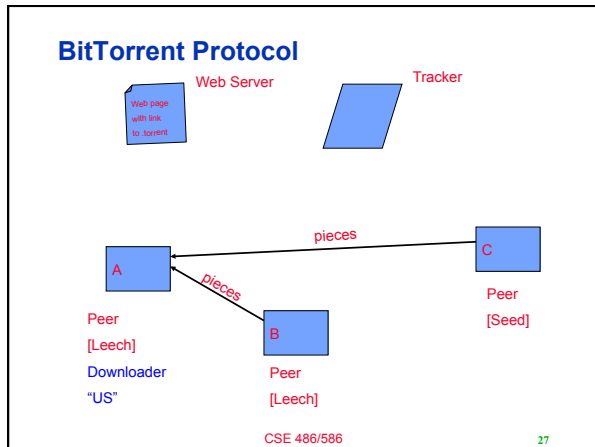 BitTorrent Protocol
Web Server
Tracker
Web page
with link
to .torrent
pieces
C
A
pieces
Peer
[Seed]
Peer
[Leech]
Downloader
“US”
B
Peer
[Leech]
CSE 486/586
27